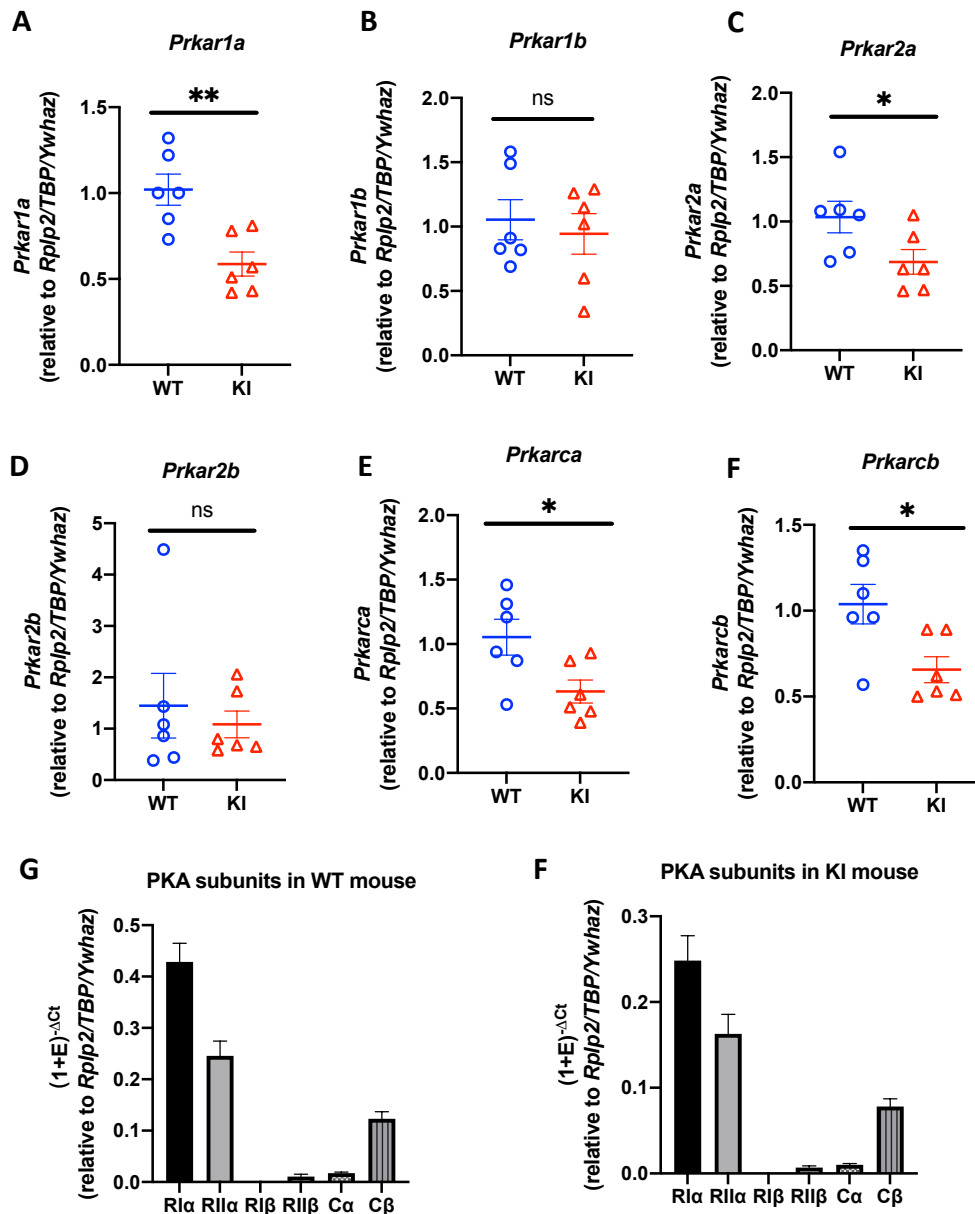 A
Prkar1a
**
Prkar1a
(relative to Rplp2/TBP/Ywhaz)
1.5
1.0
0.5
0.0
WT KI
B
Prkar1b
ns
Prkar1b
(relative to Rplp2/TBP/Ywhaz)
2.0
1.5
1.0
0.5
0.0
WT KI
C
Prkar2a
*
Prkar2a
(relative to Rplp2/TBP/Ywhaz)
2.0
1.5
1.0
0.5
0.0
WT KI
D
Prkar2b
ns
Prkar2b
(relative to Rplp2/TBP/Ywhaz)
5
4
3
2
1
0
WT KI
E
Prkarca
*
Prkarca
(relative to Rplp2/TBP/Ywhaz)
2.0
1.5
1.0
0.5
0.0
WT KI
F
Prkarcb
*
Prkarcb
(relative to Rplp2/TBP/Ywhaz)
1.5
1.0
0.5
0.0
WT KI
G
PKA subunits in WT mouse
(1+E)-ΔCt
(relative to Rplp2/TBP/Ywhaz)
0.5
0.4
0.3
0.2
0.1
0.0
RIα RIIα RIβ RIIβ Cα Cβ
F
PKA subunits in KI mouse
(1+E)-ΔCt
(relative to Rplp2/TBP/Ywhaz)
0.3
0.2
0.1
0.0
RIα RIIα RIβ RIIβ Cα Cβ